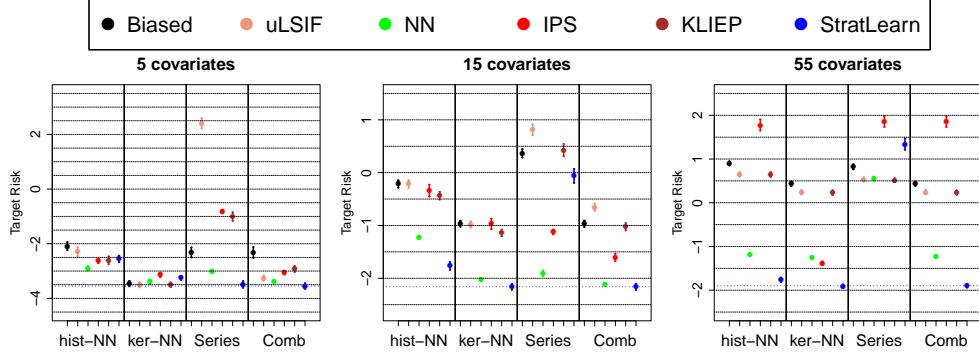 Biased uLSIF NN IPS KLIEP StratLearn
5 covariates
Target Risk
2
0
−2
−4
hist−NN ker−NN Series Comb
15 covariates
Target Risk
1
0
−1
−2
hist−NN ker−NN Series Comb
55 covariates
Target Risk
2
1
0
−1
−2
hist−NN ker−NN Series Comb